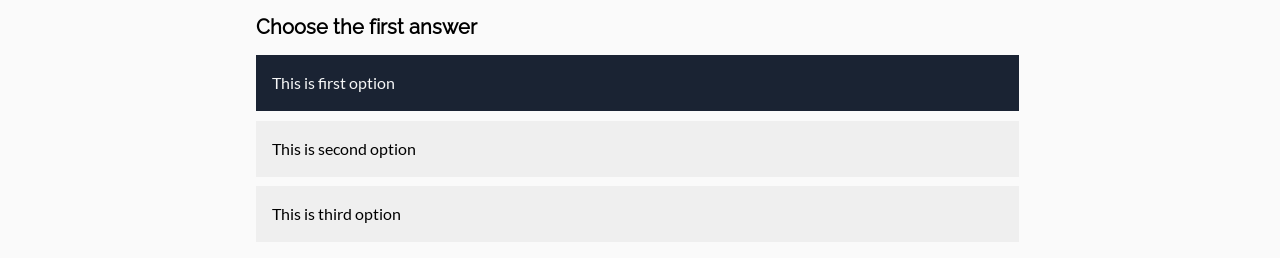 Choose the first answer
This is first option
This is second option
This is third option